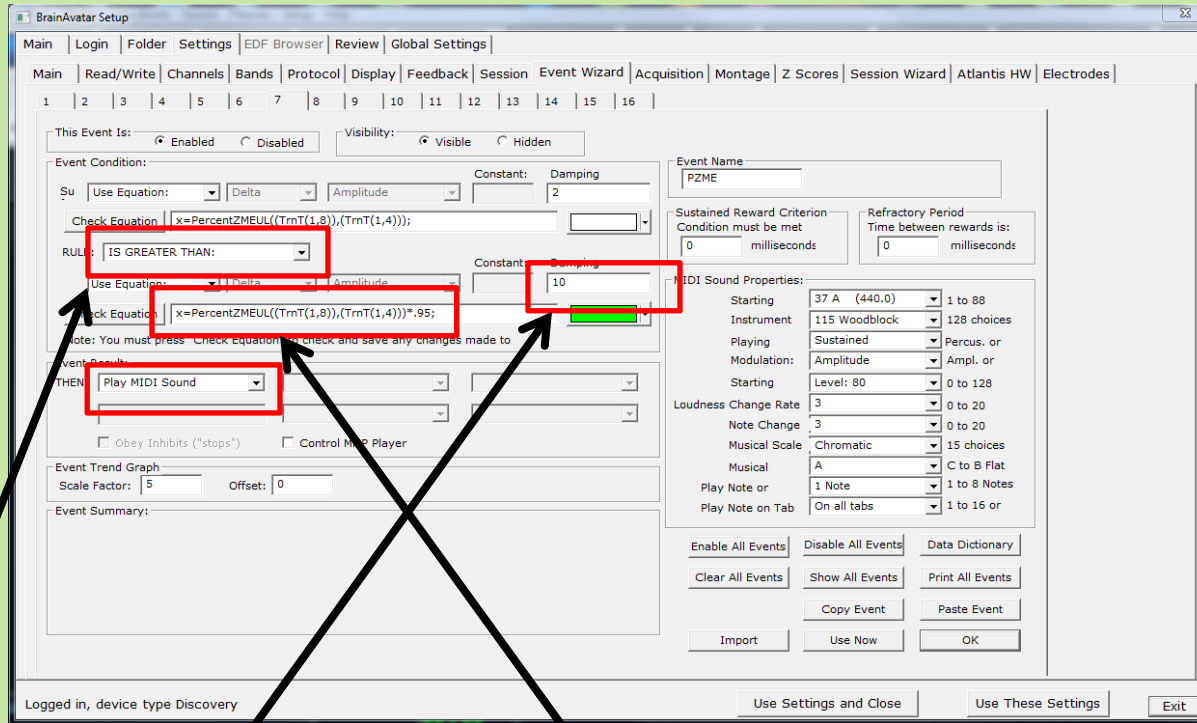 BrainAvatar Setup
Main Login Folder Settings EDF Browser Review Global Settings
Main Read/Write Channels Bands Protocol Display Feedback Session Event Wizard Acquisition Montage Z Scores Session Wizard Atlantis HW Electrodes
1 2 3 4 5 6 7 8 9 10 11 12 13 14 15 16
This Event Is: Enabled Disabled
Visibility: Visible Hidden
Event Condition:
Constant: Damping
Su Use Equation: Delta Amplitude 2
Check Equation x=PercentZMEUL((TrnT(1,8)),(TrnT(1,4)));
RULE: IS GREATER THAN:
Constant: Damping
Use Equation: Delta Amplitude 10
Check Equation x=PercentZMEUL((TrnT(1,8)),(TrnT(1,4)))*.95;
Note: You must press "Check Equation" to check and save any changes made to
Event Result:
THEN Play MIDI Sound
Obey Inhibits ("stops") Control Player
Event Trend Graph
Scale Factor: 5 Offset: 0
Event Summary:
Event Name
PZME
Sustained Reward Criterion
Condition must be met
0 milliseconds
Refractory Period
Time between rewards is:
0 milliseconds
MIDI Sound Properties:
Starting 37 A (440.0) 1 to 88
Instrument 115 Woodblock 128 choices
Playing Sustained Percus. or
Modulation: Amplitude Ampl. or
Starting Level: 80 0 to 128
Loudness Change Rate 3 0 to 20
Note Change 3 0 to 20
Musical Scale Chromatic 15 choices
Musical A C to B Flat
Play Note or 1 Note 1 to 8 Notes
Play Note on Tab On all tabs 1 to 16 or
Enable All Events Disable All Events Data Dictionary
Clear All Events Show All Events Print All Events
Copy Event Paste Event
Import Use Now OK
Logged in, device type Discovery
Use Settings and Close Use These Settings Exit